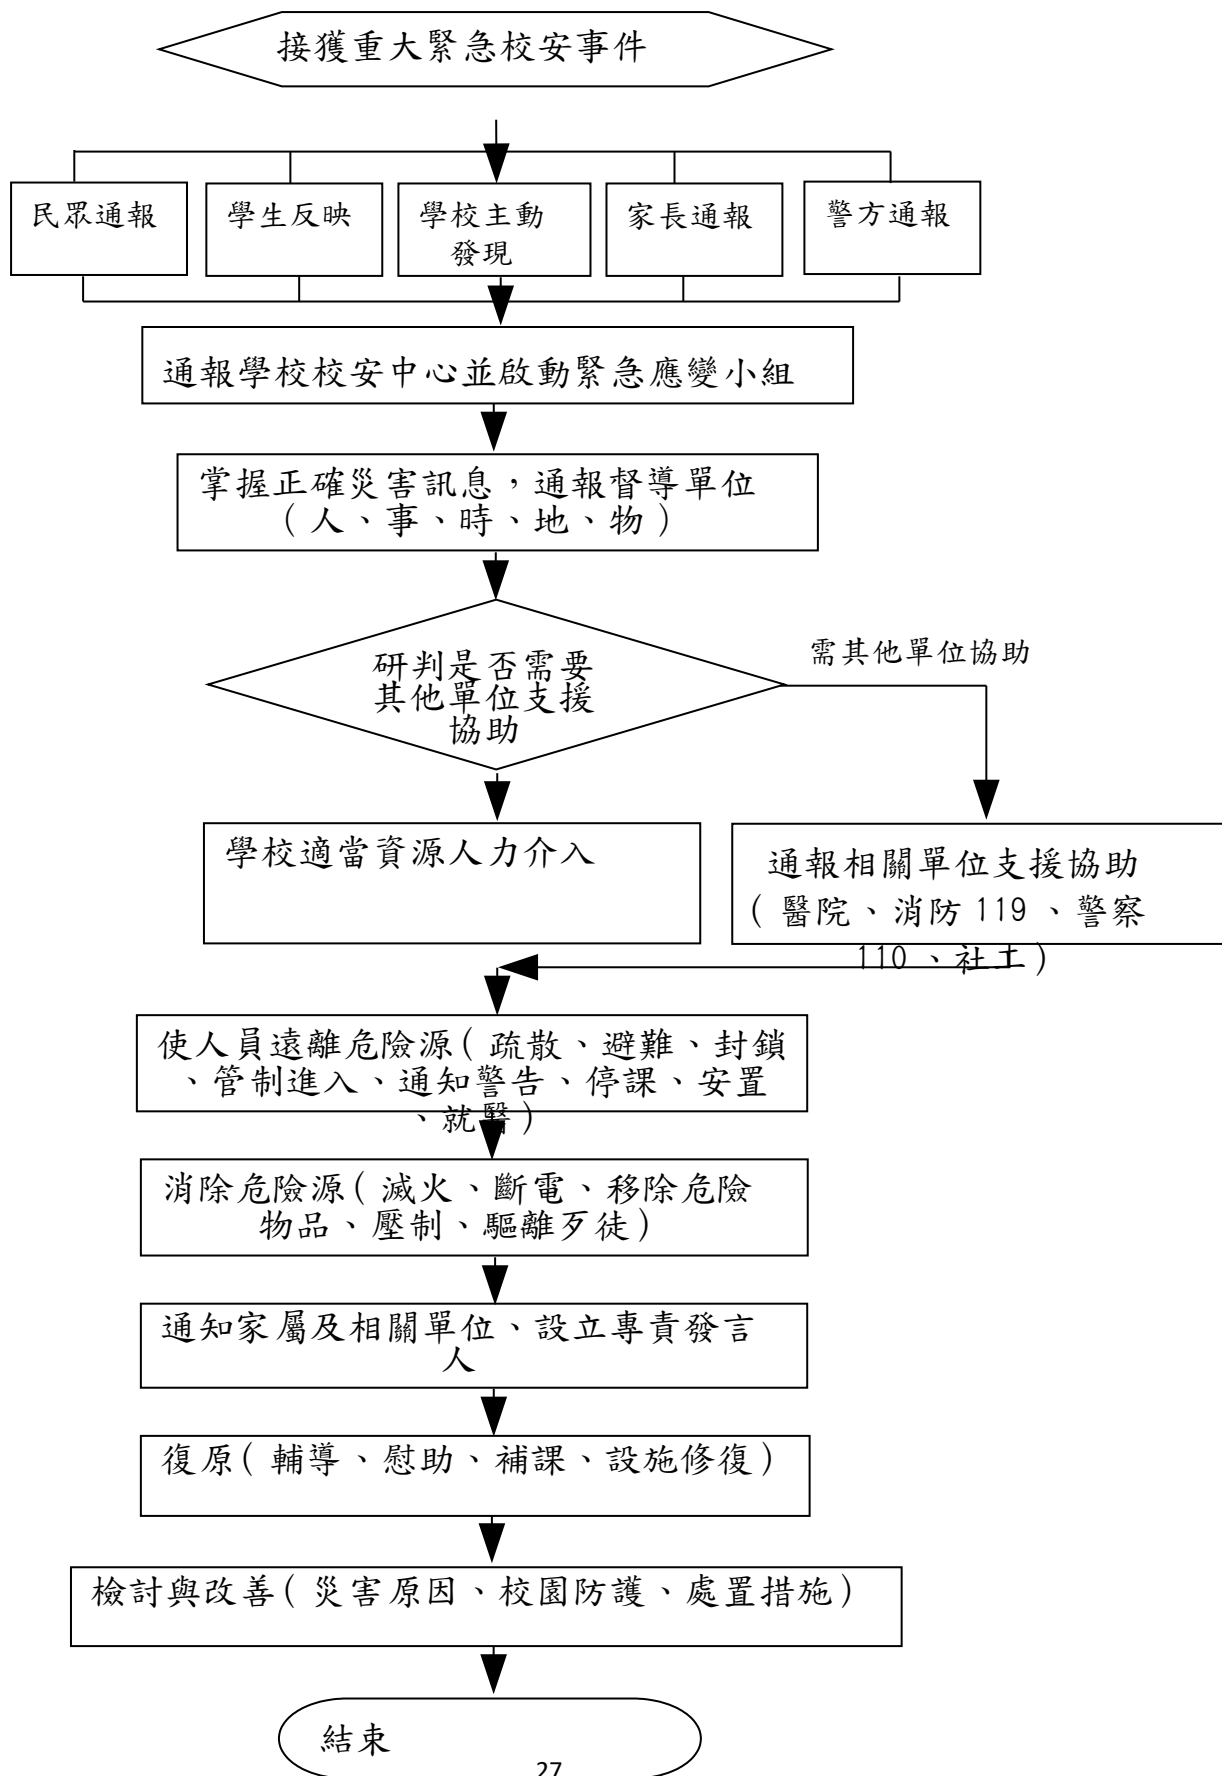 接獲重大緊急校安事件
民眾通報
學生反映
學校主動
發現
家長通報
警方通報
通報學校校安中心並啟動緊急應變小組
掌握正確災害訊息，通報督導單位
(人、事、時、地、物)
研判是否需要
其他單位支援
協助
需其他單位協助
學校適當資源人力介入
通報相關單位支援協助
(醫院、消防119、警察
110、社工)
使人員遠離危險源(疏散、避難、封鎖
、管制進入、通知警告、停課、安置
、就醫)
消除危險源(滅火、斷電、移除危險
物品、壓制、驅離歹徒)
通知家屬及相關單位、設立專責發言
人
復原(輔導、慰助、補課、設施修復)
檢討與改善(災害原因、校園防護、處置措施)
結束
27